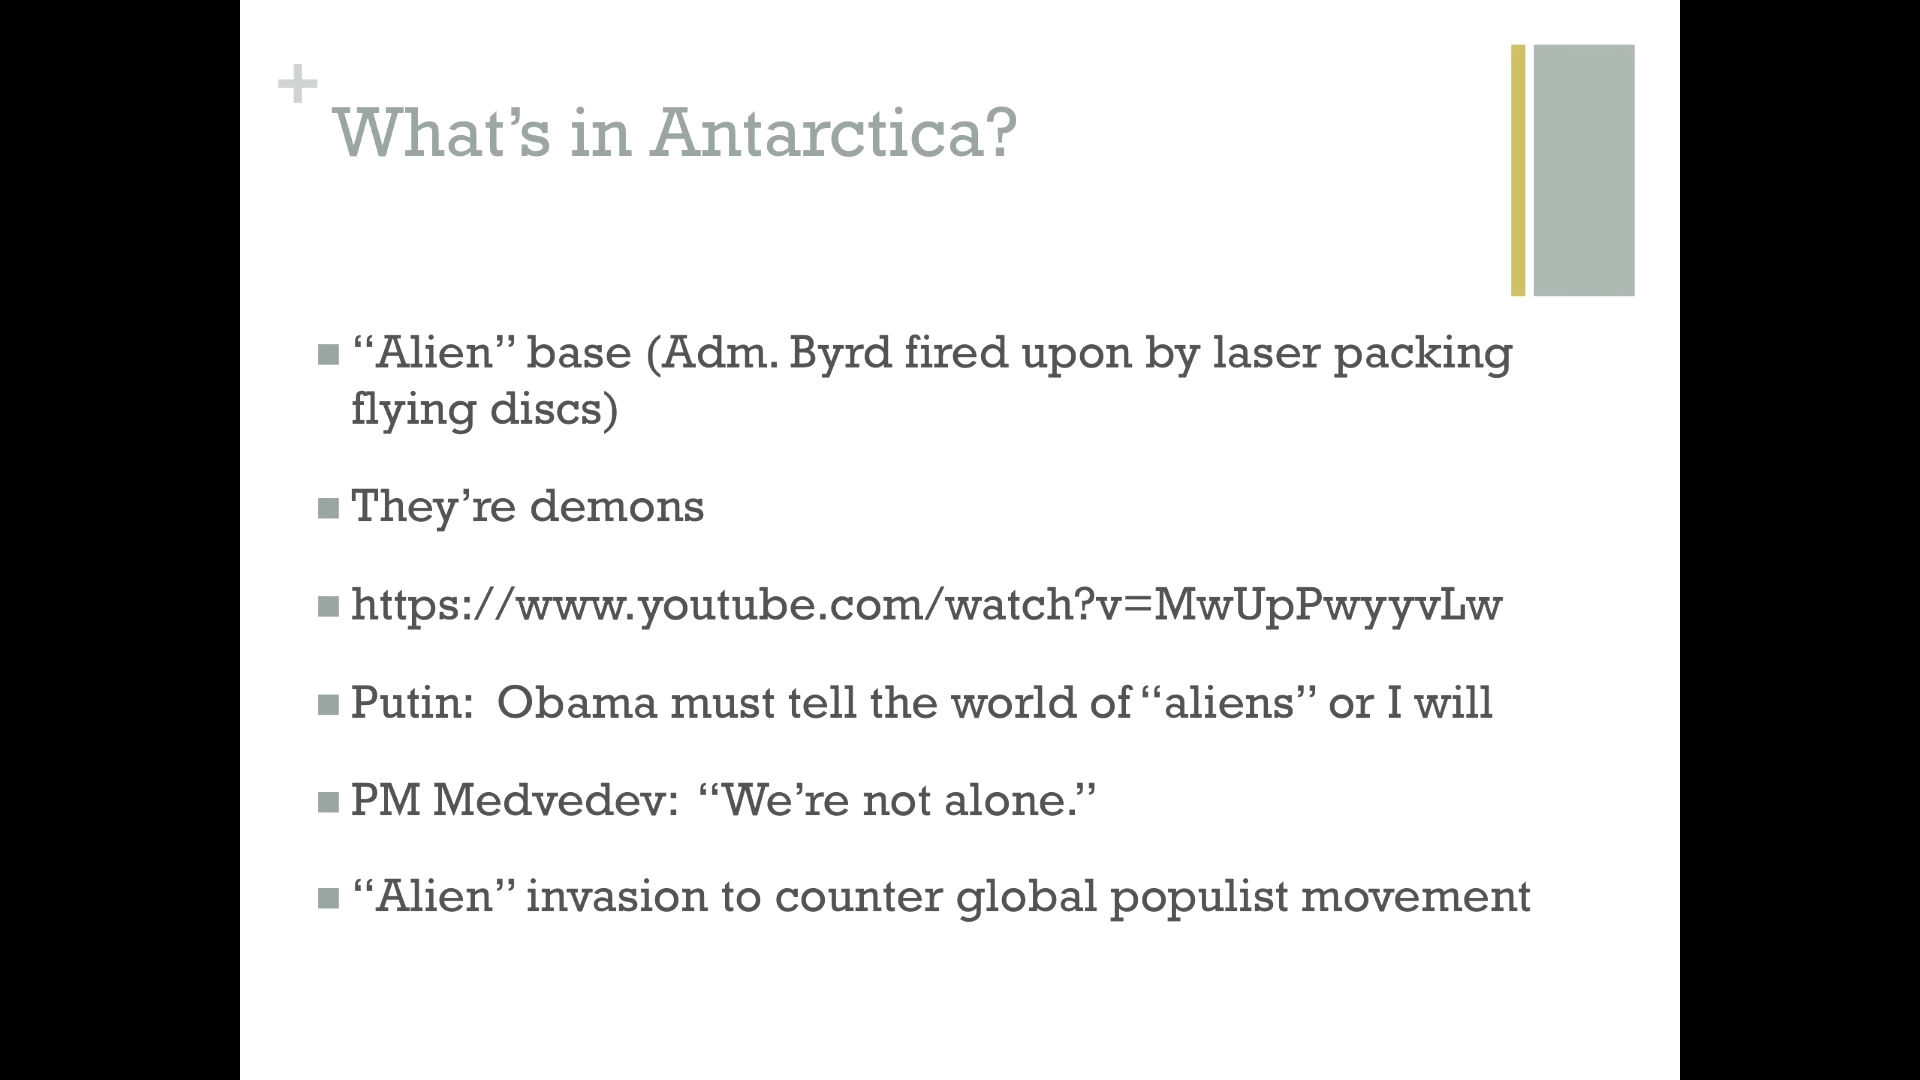 +
What’s in Antarctica?
“Alien” base (Adm. Byrd fired upon by laser packing
flying discs)
They’re demons
https://www.youtube.com/watch?v=MwUpPwyyvLw
Putin:  Obama must tell the world of “aliens” or I will
PM Medvedev:  “We’re not alone.”
“Alien” invasion to counter global populist movement